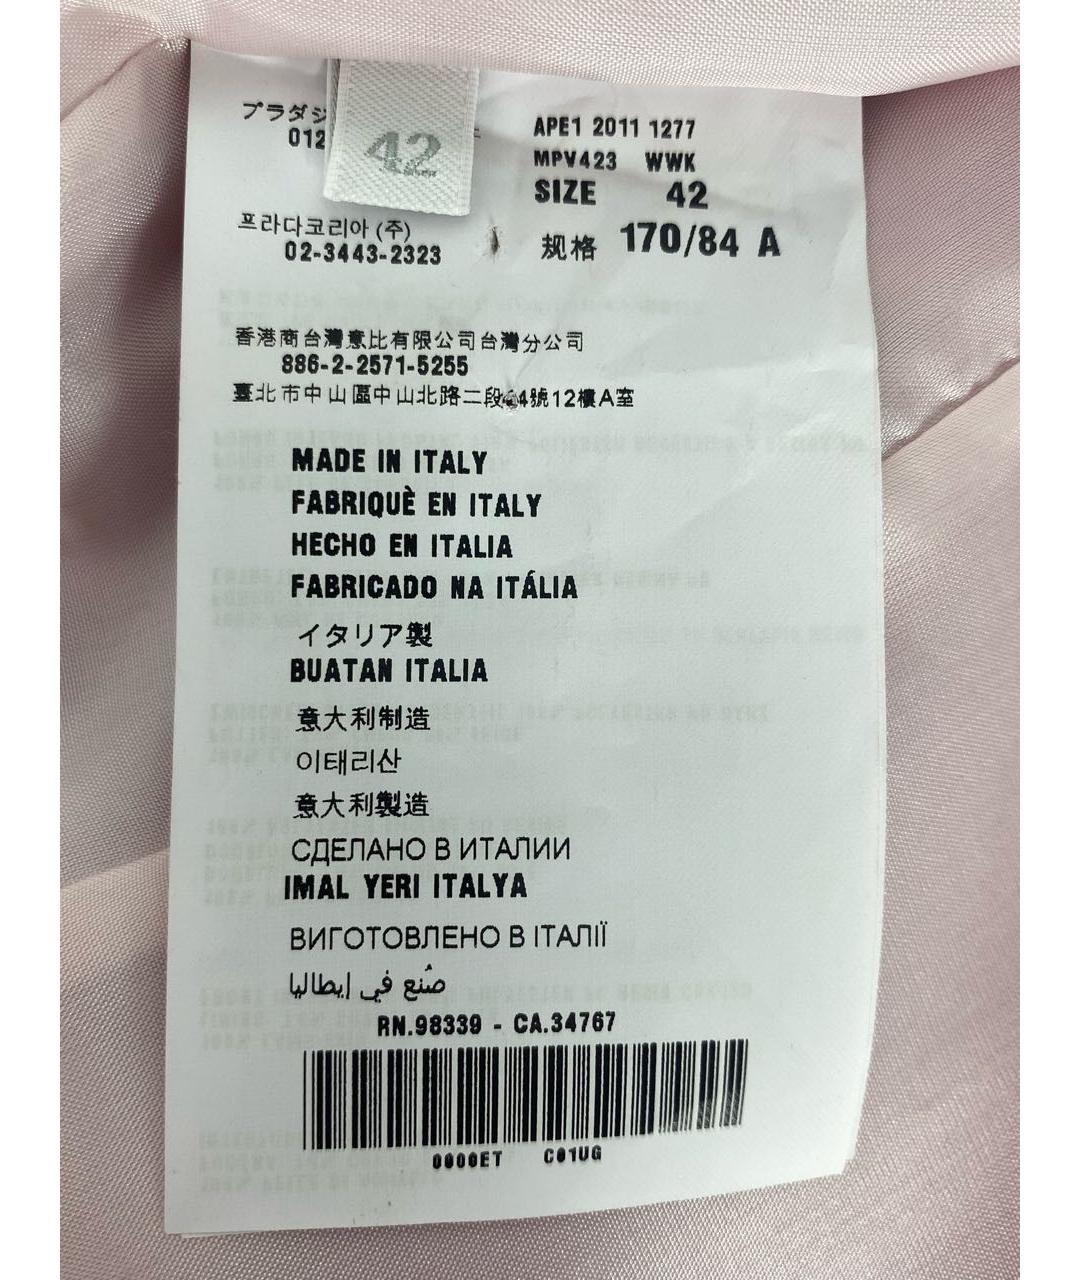 プラダジ
012
42
APE1 2011 1277
MPV423 WWK
SIZE 42
规格 170/84 A
프라다코리아 (주)
02-3443-2323
香港商台灣意比有限公司台灣分公司
886-2-2571-5255
臺北市中山區中山北路二段44號12樓A室
MADE IN ITALY
FABRIQUÈ EN ITALY
HECHO EN ITALIA
FABRICADO NA ITÁLIA
イタリア製
BUATAN ITALIA
意大利制造
이태리산
意大利製造
СДЕЛАНО В ИТАЛИИ
IMAL YERI ITALYA
ВИГОТОВЛЕНО В ІТАЛІЇ
صُنع في إيطاليا
RN.98339 - CA.34767
0000ET C01UG